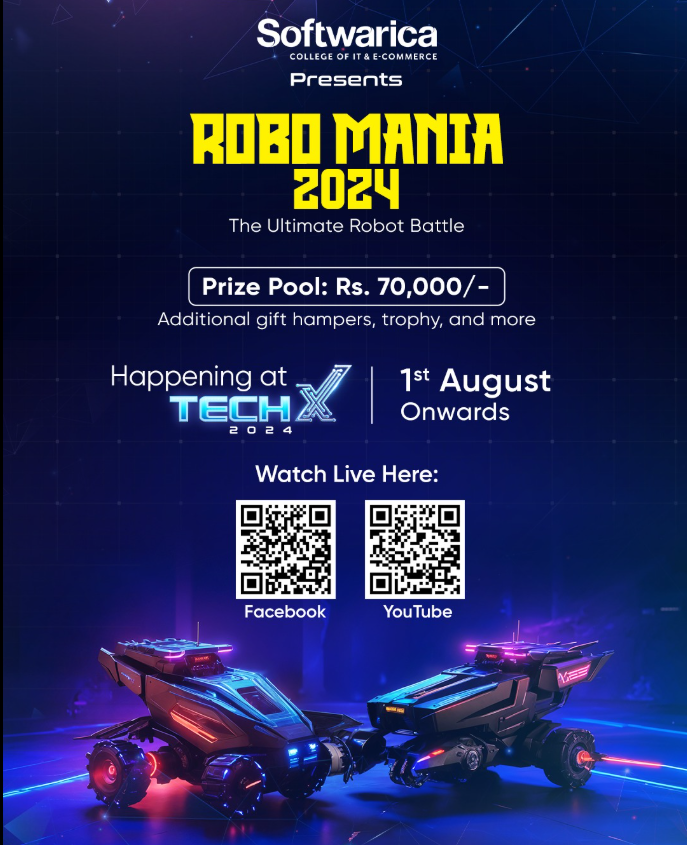 Softwarica
COLLEGE OF IT & E-COMMERCE
Presents
ROBO MANIA
2024
The Ultimate Robot Battle
Prize Pool: Rs. 70,000/-
Additional gift hampers, trophy, and more
Happening at
TECH X
2024
1st August
Onwards
Watch Live Here:
Facebook
YouTube